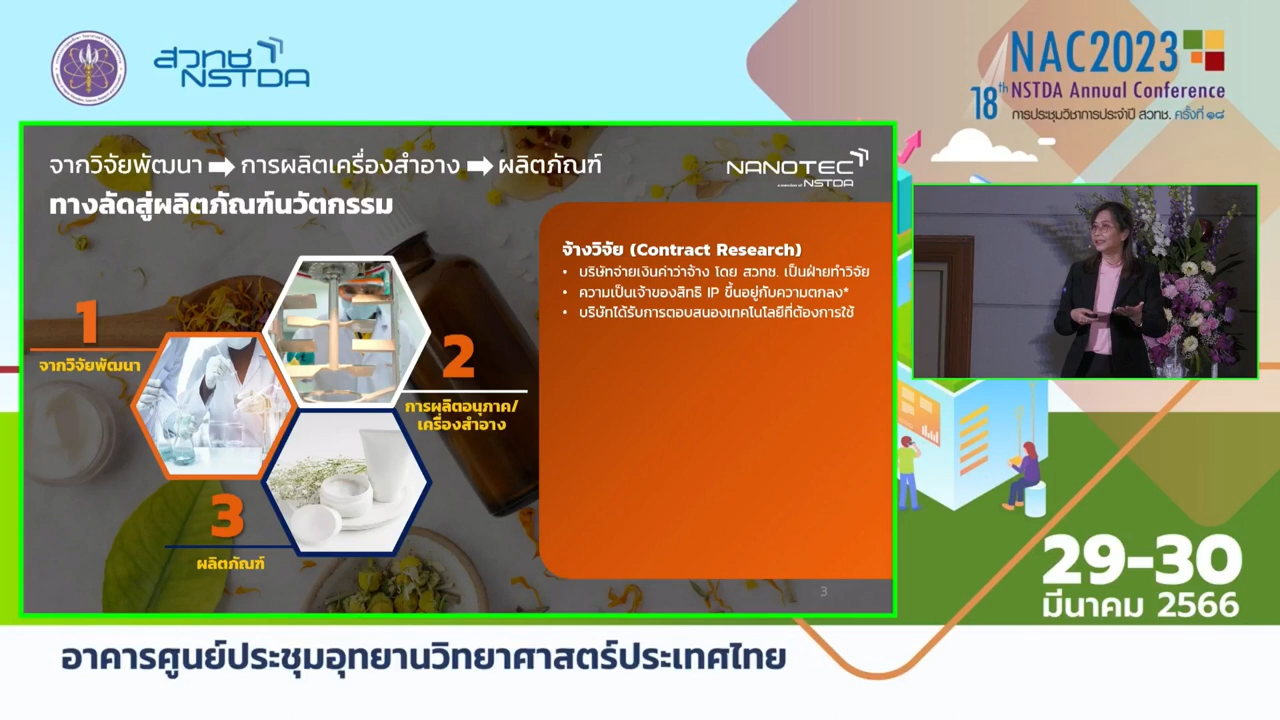 สวทช
NSTDA
NAC2023
18th NSTDA Annual Conference
การประชุมวิชาการประจำปี สวทช. ครั้งที่ ๑๘
จากวิจัยพัฒนา ➡ การผลิตเครื่องสำอาง ➡ ผลิตภัณฑ์
ทางลัดสู่ผลิตภัณฑ์นวัตกรรม
NANOTEC
a member of NSTDA
จ้างวิจัย (Contract Research)
• บริษัทจ่ายเงินค่าว่าจ้าง โดย สวทช. เป็นฝ่ายทำวิจัย
• ความเป็นเจ้าของสิทธิ IP ขึ้นอยู่กับความตกลง*
• บริษัทได้รับการตอบสนองเทคโนโลยีที่ต้องการใช้
1
จากวิจัยพัฒนา
2
การผลิตอนุภาค/
เครื่องสำอาง
3
ผลิตภัณฑ์
3
29-30
มีนาคม 2566
อาคารศูนย์ประชุมอุทยานวิทยาศาสตร์ประเทศไทย